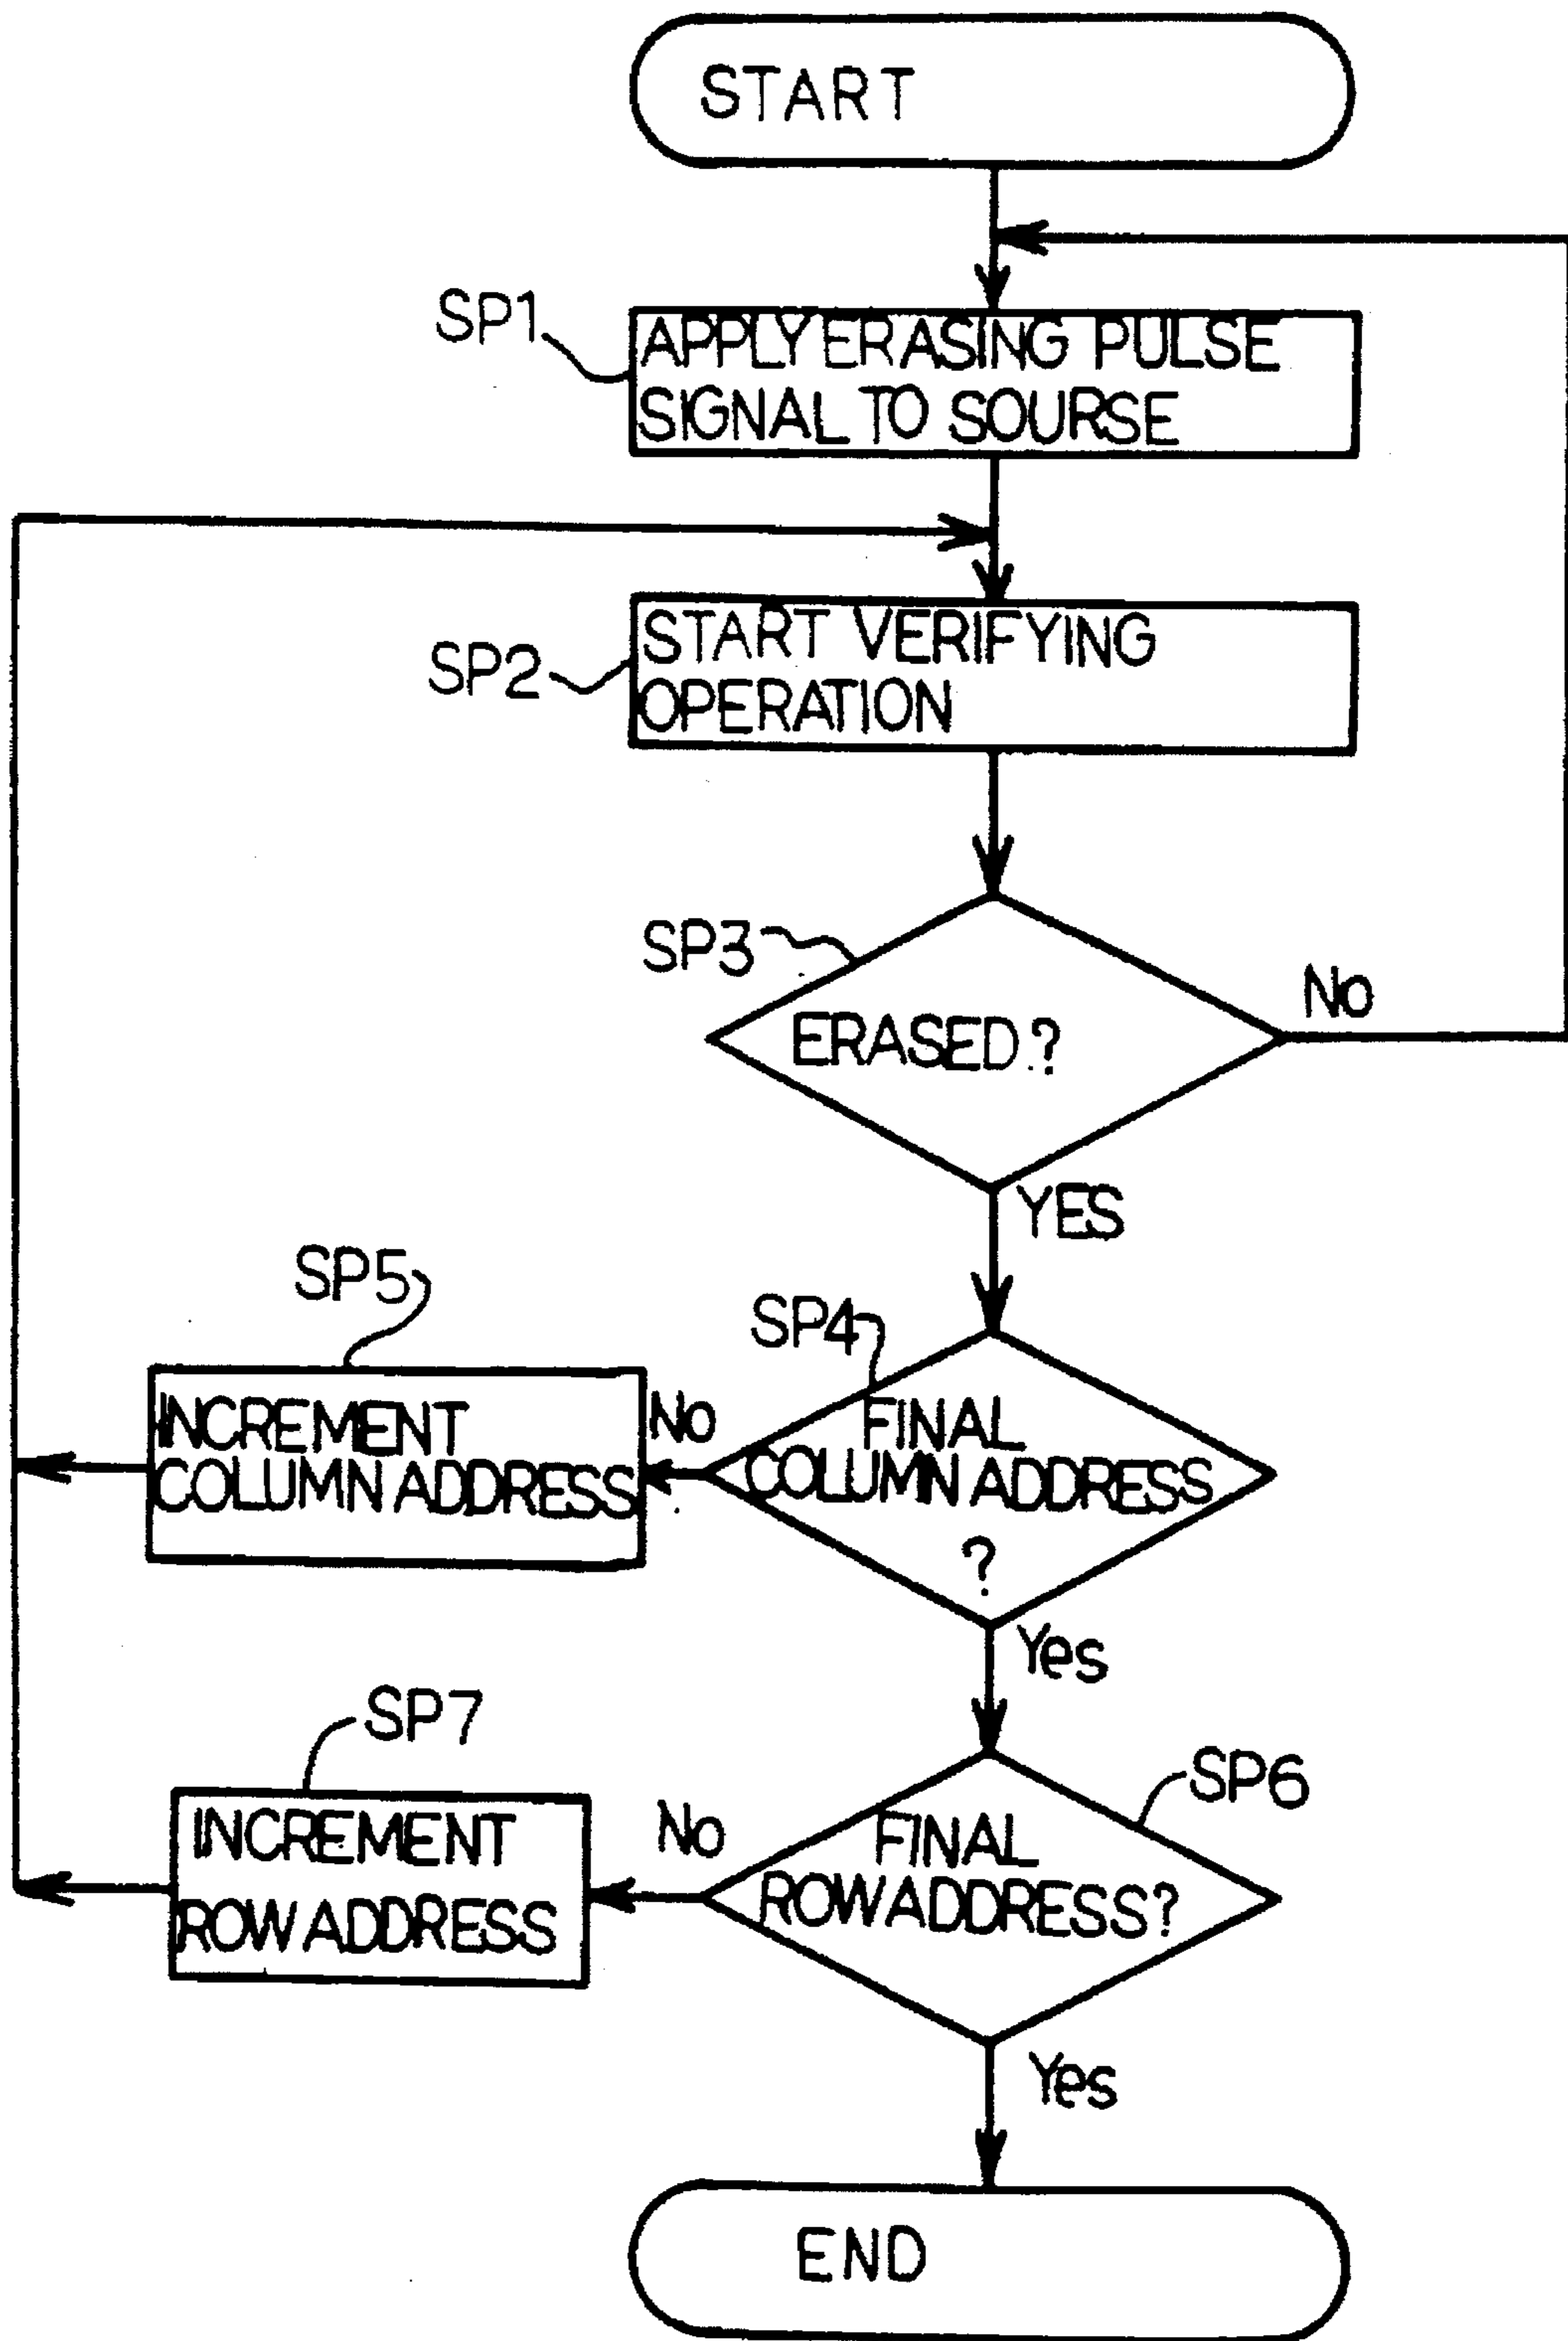 START
SP1
APPLY ERASING PULSE
SIGNAL TO SOURSE
SP2
START VERIFYING
OPERATION
SP3
ERASED?
No
YES
SP5
SP4
INCREMENT
COLUMN ADDRESS
No
FINAL
COLUMN ADDRESS
?
Yes
SP7
SP6
INCREMENT
ROW ADDRESS
No
FINAL
ROW ADDRESS?
Yes
END